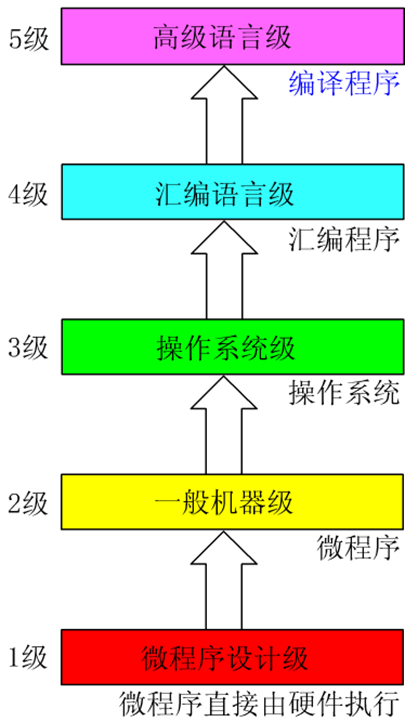 5级 高级语言级
编译程序
4级 汇编语言级
汇编程序
3级 操作系统级
操作系统
2级 一般机器级
微程序
1级 微程序设计级
微程序直接由硬件执行